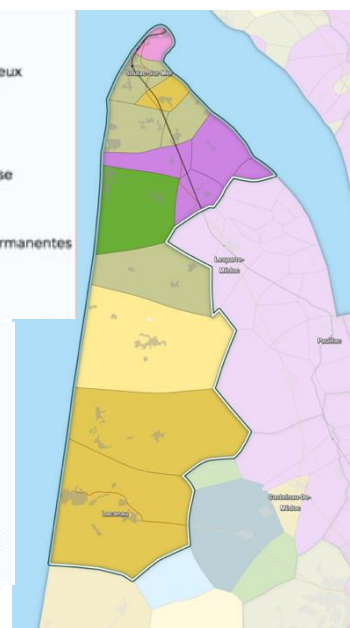 eux
se
rmanentes
Soulac-Sur-Mer
Lesparre-
Médoc
Pauillac
Castelnau-De-
Médoc
Lacanau